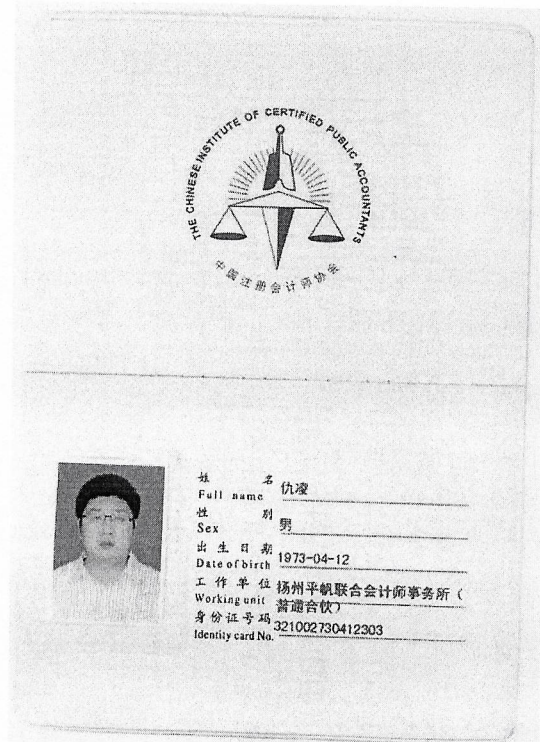 THE CHINESE INSTITUTE OF CERTIFIED PUBLIC ACCOUNTANTS
中国注册会计师协会
姓 名 仇凌
Full name
性 别 男
Sex
出生日期 1973-04-12
Date of birth
工作单位 扬州平帆联合会计师事务所（
Working unit 普通合伙）
身份证号码 321002730412303
Identity card No.